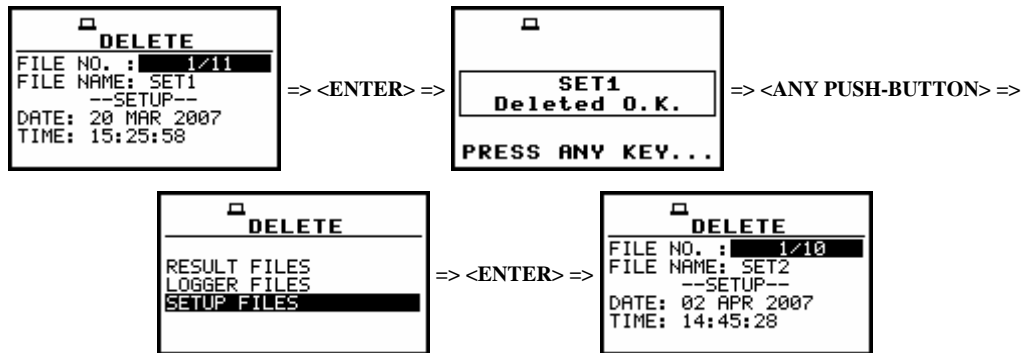 DELETE
FILE NO. : 1/11
FILE NAME: SET1
--SETUP--
DATE: 20 MAR 2007
TIME: 15:25:58
=> <ENTER> =>
SET1
Deleted O.K.
PRESS ANY KEY...
=> <ANY PUSH-BUTTON> =>
DELETE
RESULT FILES
LOGGER FILES
SETUP FILES
=> <ENTER> =>
DELETE
FILE NO. : 1/10
FILE NAME: SET2
--SETUP--
DATE: 02 APR 2007
TIME: 14:45:28